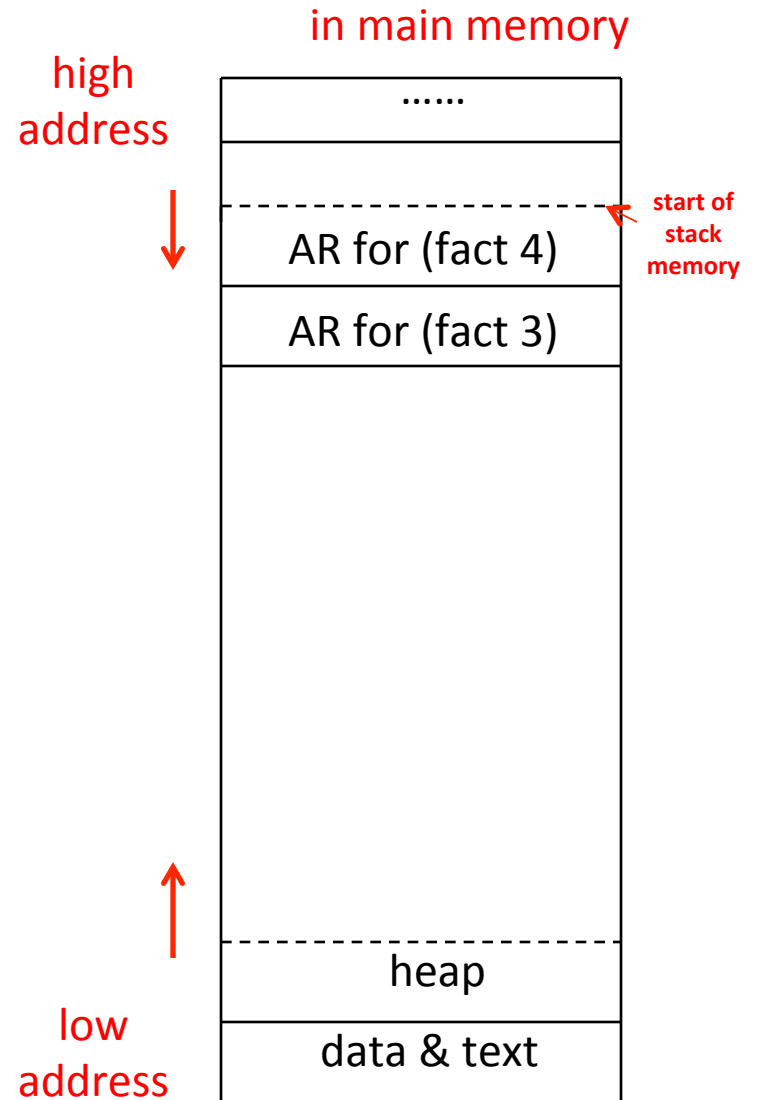 in main memory
high
address
……
start of
stack
memory
AR for (fact 4)
AR for (fact 3)
heap
low
address
data & text